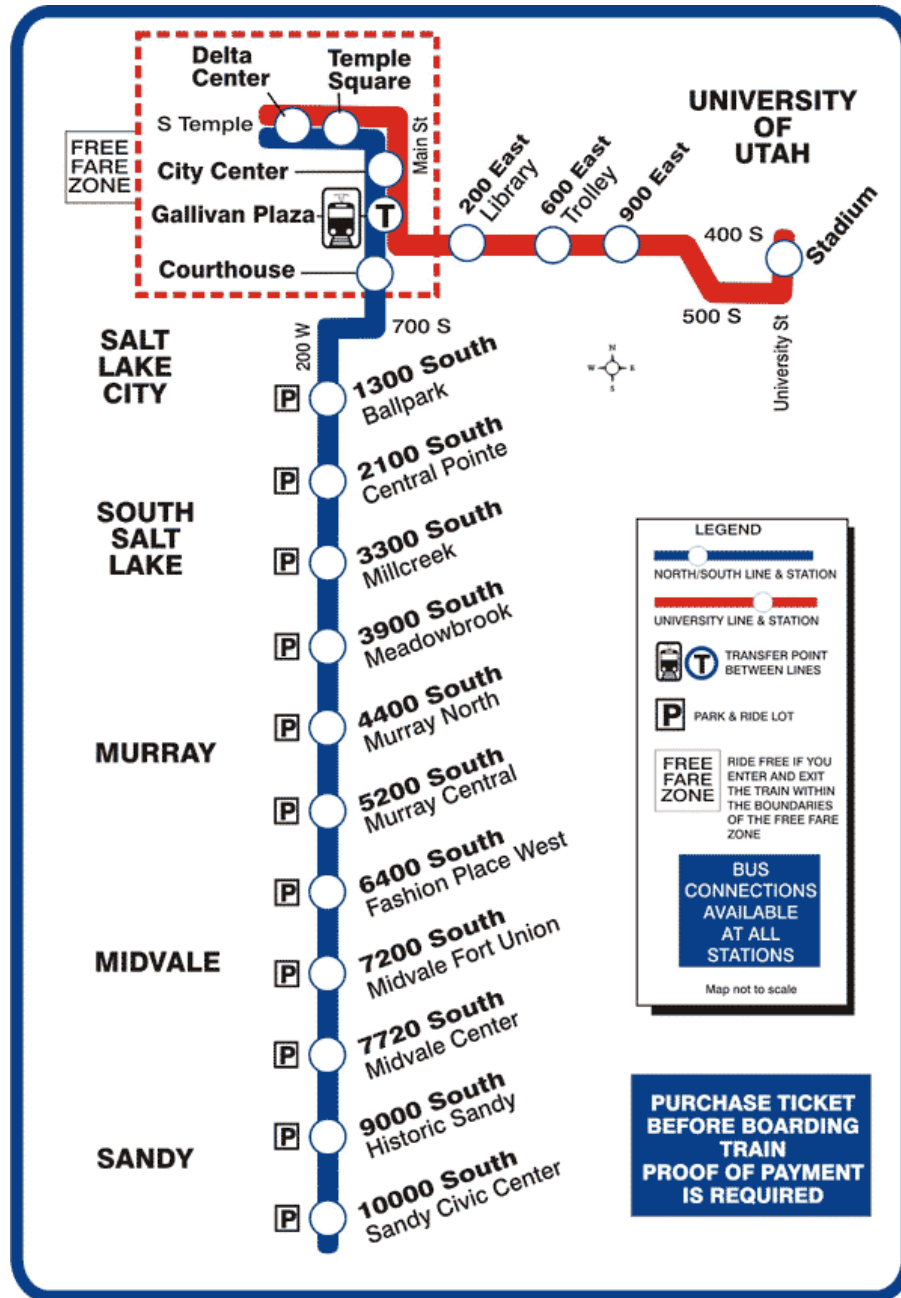 Delta
Center
Temple
Square
S Temple
FREE
FARE
ZONE
City Center
Main St
Gallivan Plaza
T
Courthouse
UNIVERSITY
OF
UTAH
200 East
Library
600 East
Trolley
900 East
400 S
Stadium
500 S
University St
200 W
700 S
N
W
E
S
SALT
LAKE
CITY
P
1300 South
Ballpark
P
2100 South
Central Pointe
SOUTH
SALT
LAKE
P
3300 South
Millcreek
P
3900 South
Meadowbrook
P
4400 South
Murray North
MURRAY
P
5200 South
Murray Central
P
6400 South
Fashion Place West
MIDVALE
P
7200 South
Midvale Fort Union
P
7720 South
Midvale Center
P
9000 South
Historic Sandy
SANDY
P
10000 South
Sandy Civic Center
LEGEND
NORTH/SOUTH LINE & STATION
UNIVERSITY LINE & STATION
T
TRANSFER POINT
BETWEEN LINES
P
PARK & RIDE LOT
FREE
FARE
ZONE
RIDE FREE IF YOU
ENTER AND EXIT
THE TRAIN WITHIN
THE BOUNDARIES
OF THE FREE FARE
ZONE
BUS
CONNECTIONS
AVAILABLE
AT ALL
STATIONS
Map not to scale
PURCHASE TICKET
BEFORE BOARDING
TRAIN
PROOF OF PAYMENT
IS REQUIRED